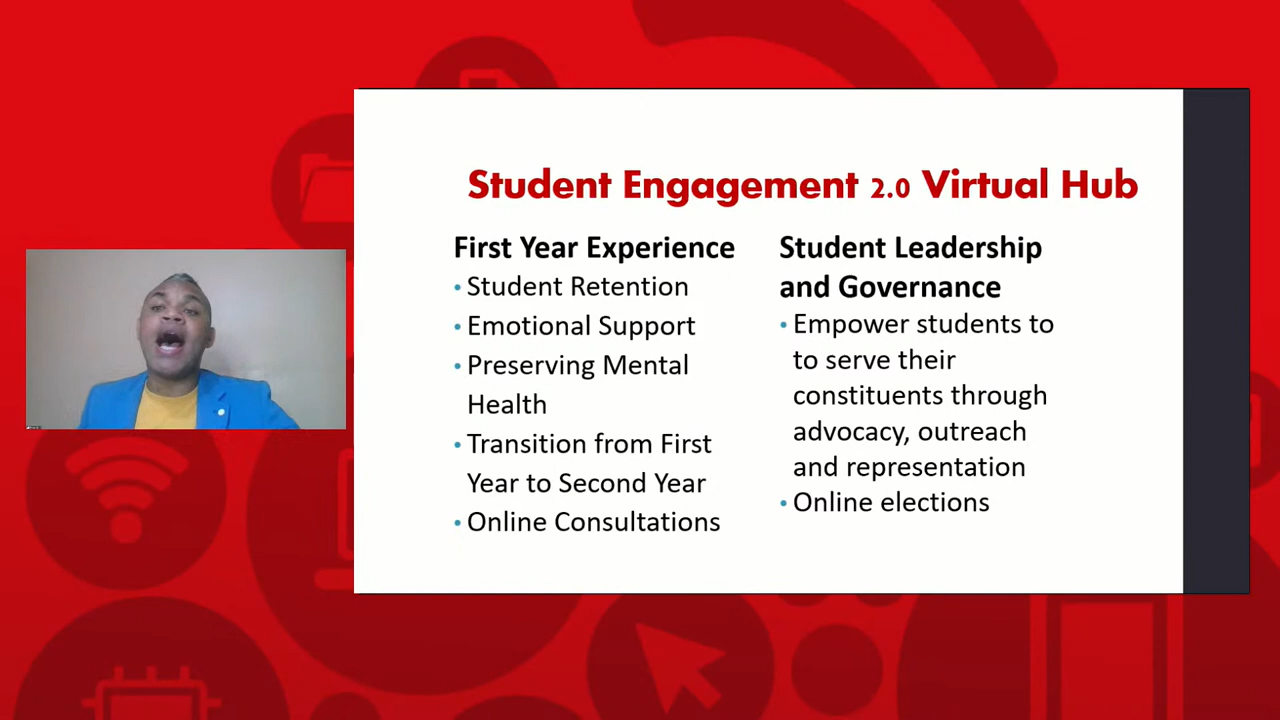 Student Engagement 2.0 Virtual Hub
First Year Experience
• Student Retention
• Emotional Support
• Preserving Mental
Health
• Transition from First
Year to Second Year
• Online Consultations
Student Leadership
and Governance
• Empower students to
to serve their
constituents through
advocacy, outreach
and representation
• Online elections